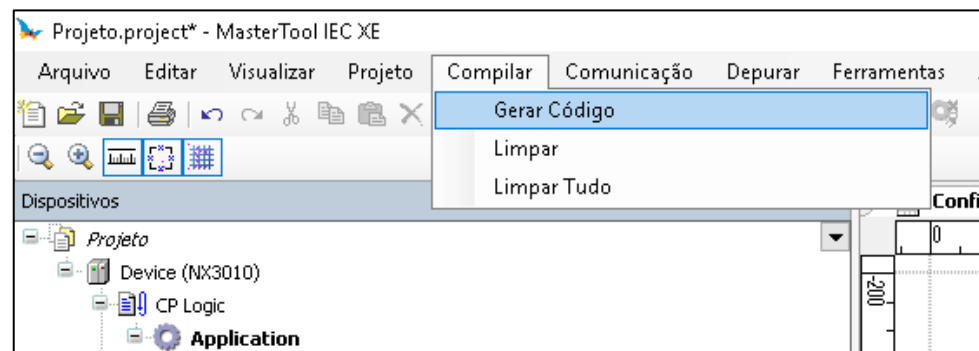 Projeto.project* - MasterTool IEC XE
Arquivo Editar Visualizar Projeto Compilar Comunicação Depurar Ferramentas
Gerar Código
Limpar
Limpar Tudo
Dispositivos
Projeto
Device (NX3010)
CP Logic
Application
Confi
0
-200